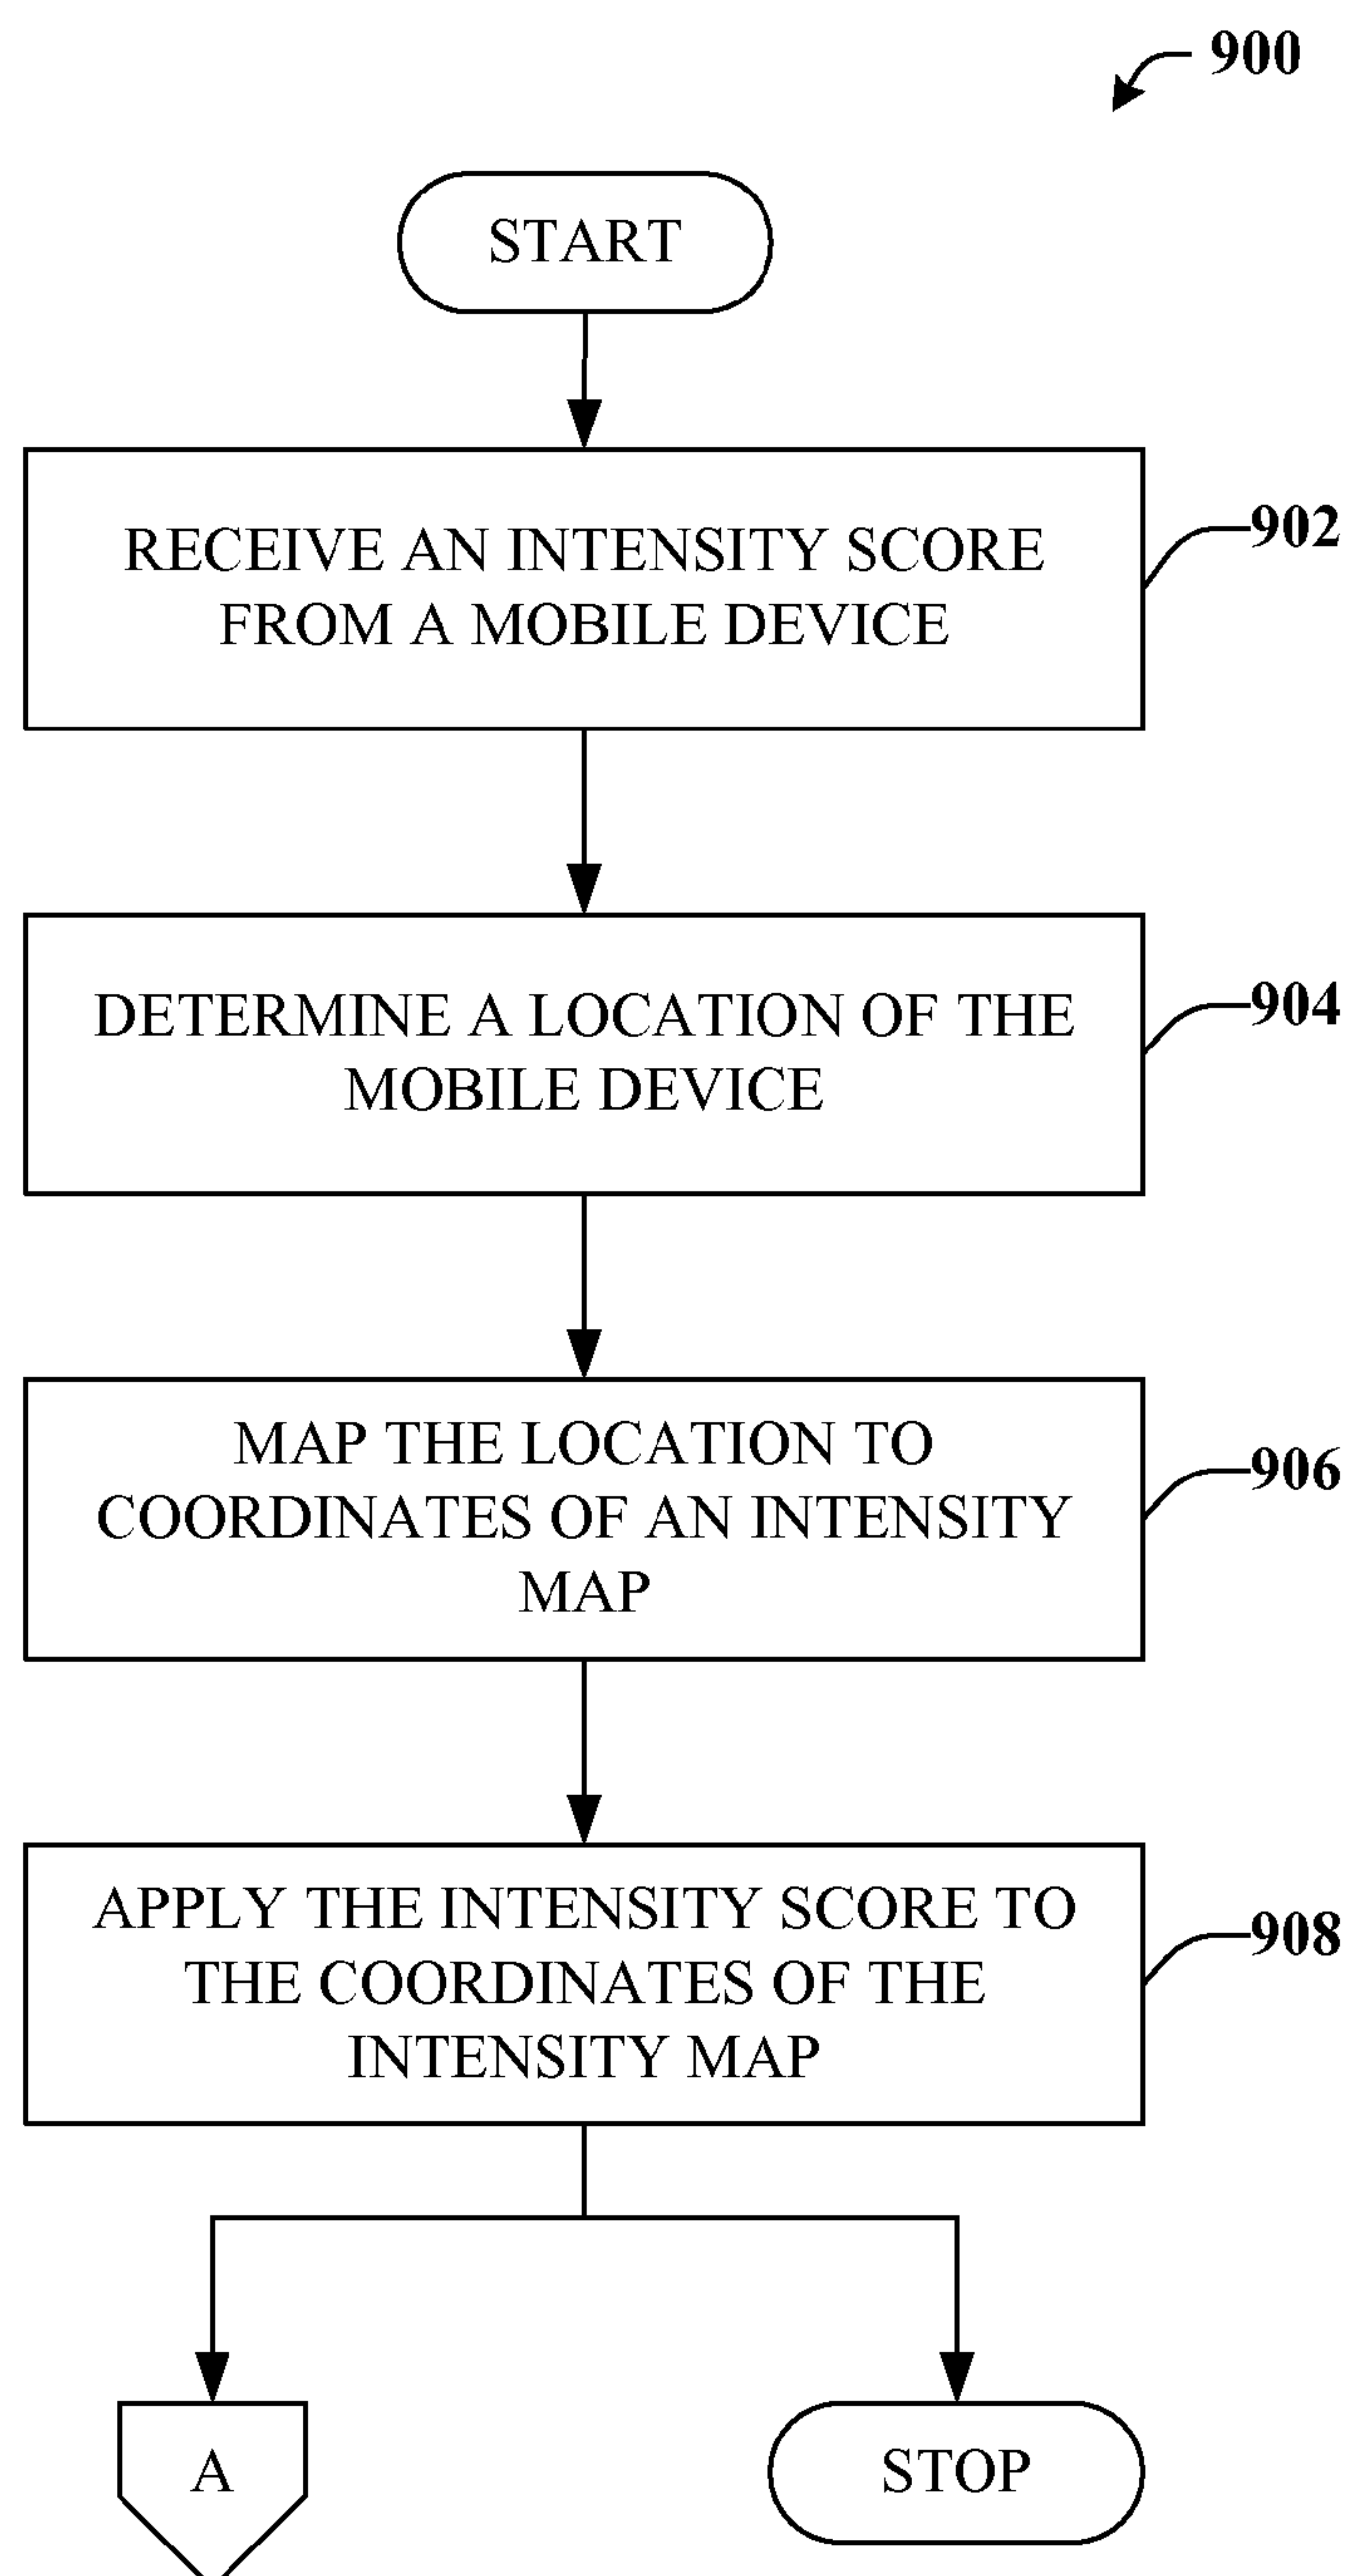 900
START
RECEIVE AN INTENSITY SCORE
FROM A MOBILE DEVICE
902
DETERMINE A LOCATION OF THE
MOBILE DEVICE
904
MAP THE LOCATION TO
COORDINATES OF AN INTENSITY
MAP
906
APPLY THE INTENSITY SCORE TO
THE COORDINATES OF THE
INTENSITY MAP
908
A
STOP